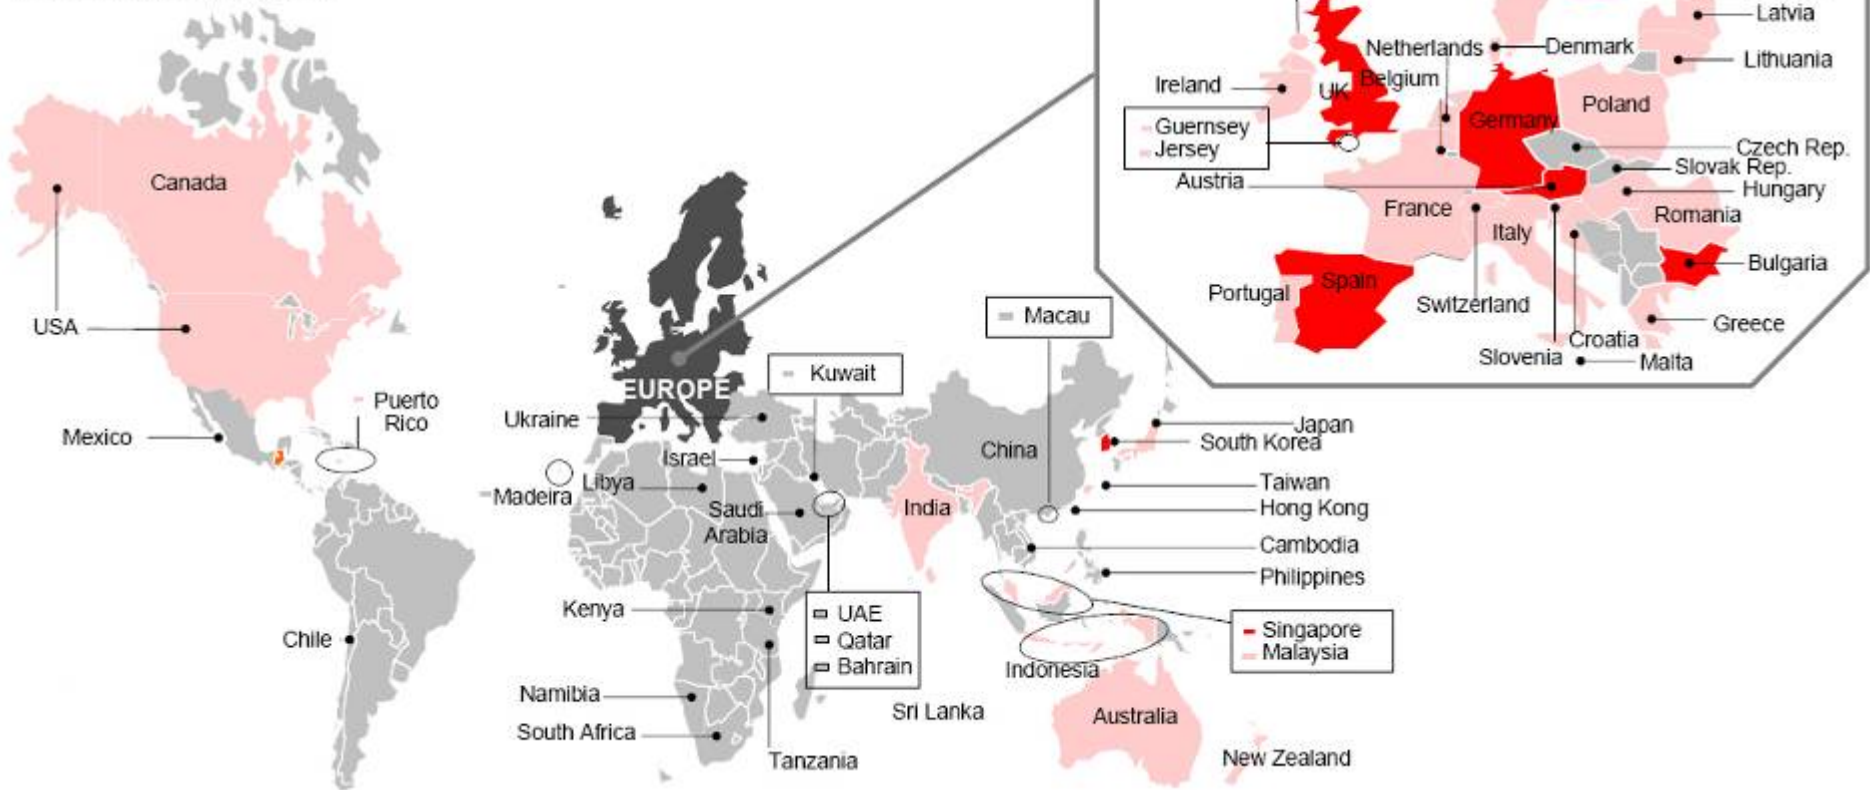 Latvia
Netherlands
Denmark
Lithuania
Ireland
UK
Belgium
Poland
Guernsey
Jersey
Germany
Czech Rep.
Slovak Rep.
Austria
Hungary
France
Romania
Italy
Bulgaria
Spain
Portugal
Switzerland
Greece
Croatia
Slovenia
Malta
Canada
USA
Macau
Kuwait
EUROPE
Puerto
Rico
Mexico
Ukraine
Japan
South Korea
China
Israel
Libya
Madeira
Saudi
Arabia
India
Taiwan
Hong Kong
Cambodia
Philippines
Kenya
UAE
Qatar
Bahrain
Singapore
Malaysia
Chile
Indonesia
Namibia
Sri Lanka
Australia
South Africa
Tanzania
New Zealand